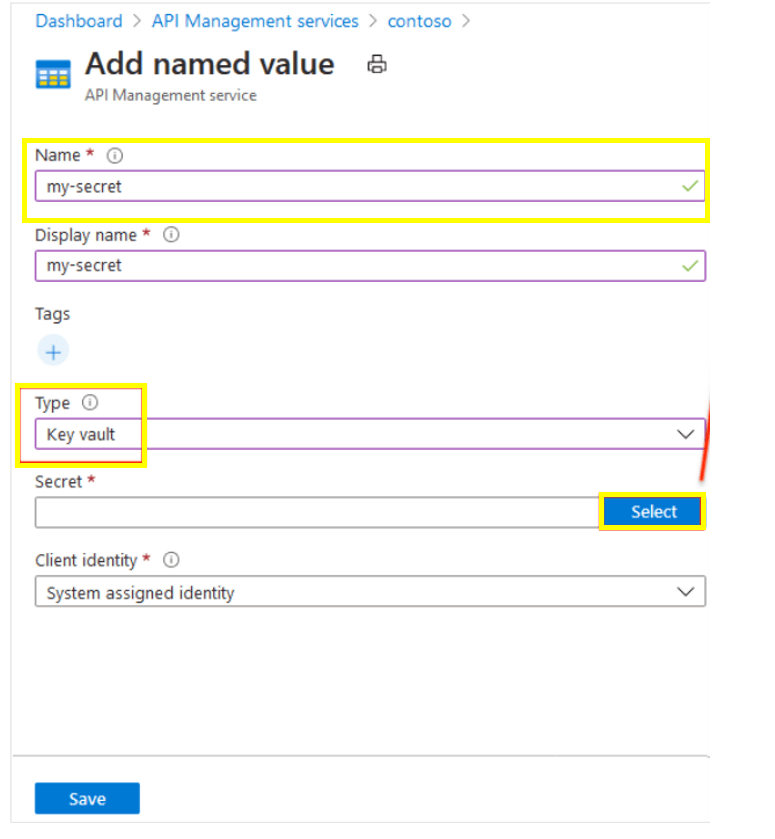 Dashboard > API Management services > contoso >
Add named value
API Management service
Name *
my-secret
Display name *
my-secret
Tags
+
Type
Key vault
Secret *
Select
Client identity *
System assigned identity
Save